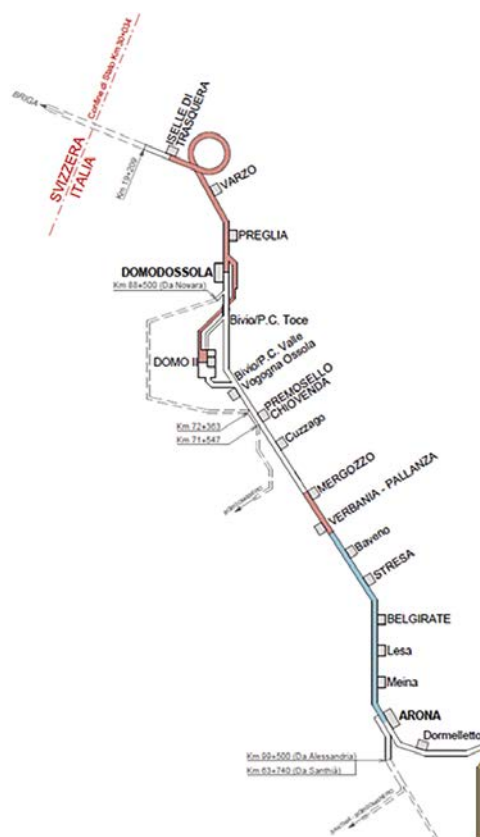 Confine di Stato Km 30+034
BRIGA
SVIZZERA
ITALIA
Km 19+209
ISELLE DI
TRASQUERA
VARZO
PREGLIA
DOMODOSSOLA
Km 88+500 (Da Novara)
Bivio/P.C. Toce
DOMO II
Bivio/P.C. Valle
Vogogna Ossola
PREMOSELLO
CHIOVENDA
Cuzzago
Km 72+363
Km 71+547
MERGOZZO
VERBANIA - PALLANZA
Baveno
STRESA
BELGIRATE
Lesa
Meina
ARONA
Dormelletto
Km 99+500 (Da Alessandria)
Km 63+740 (Da Santhià)